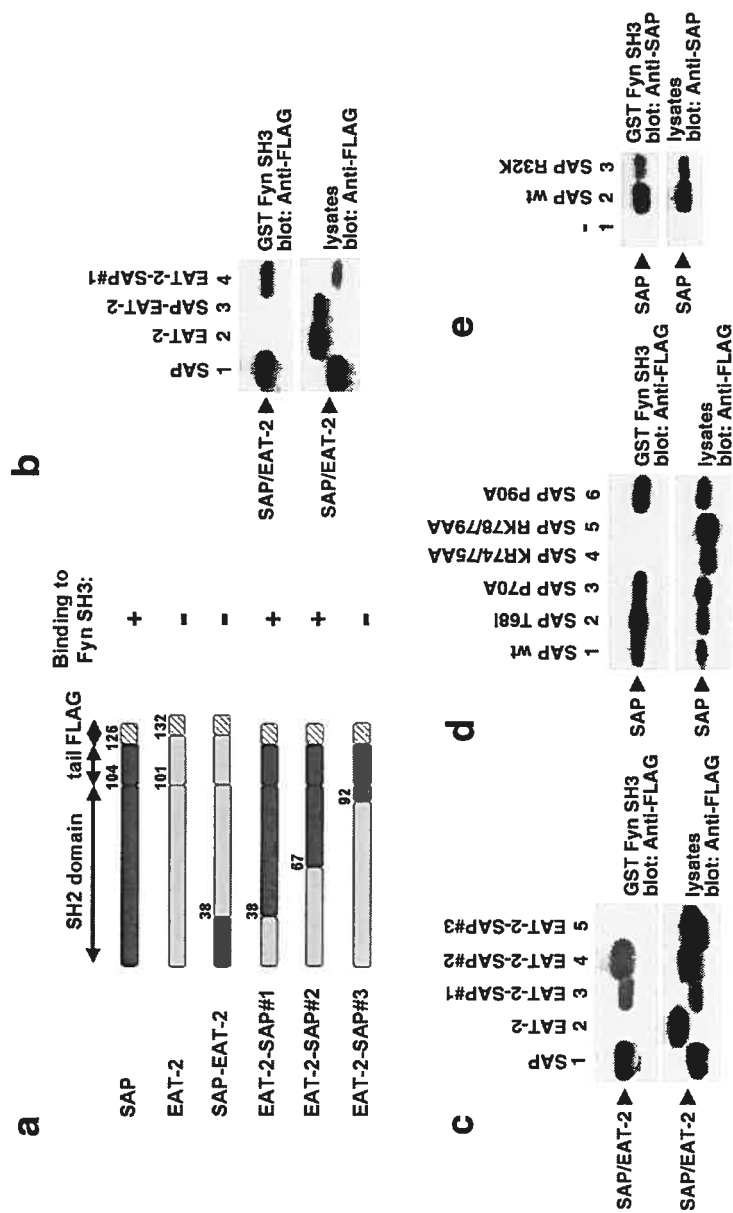 a
SH2 domain
tail FLAG
Binding to
Fyn SH3:
104 126
SAP
+
101 132
EAT-2
-
38
SAP-EAT-2
-
38
EAT-2-SAP#1
+
67
EAT-2-SAP#2
+
92
EAT-2-SAP#3
-
b
SAP
EAT-2
SAP-EAT-2
EAT-2-SAP#1
1 2 3 4
SAP/EAT-2
GST Fyn SH3
blot: Anti-FLAG
SAP/EAT-2
lysates
blot: Anti-FLAG
c
SAP
EAT-2
EAT-2-SAP#1
EAT-2-SAP#2
EAT-2-SAP#3
1 2 3 4 5
SAP/EAT-2
GST Fyn SH3
blot: Anti-FLAG
SAP/EAT-2
lysates
blot: Anti-FLAG
d
SAP wt
SAP T68I
SAP P70A
SAP KR74/75AA
SAP RK78/79AA
SAP P90A
1 2 3 4 5 6
SAP
GST Fyn SH3
blot: Anti-FLAG
SAP
lysates
blot: Anti-FLAG
e
-
SAP wt
SAP R32K
1 2 3
SAP
GST Fyn SH3
blot: Anti-SAP
SAP
lysates
blot: Anti-SAP